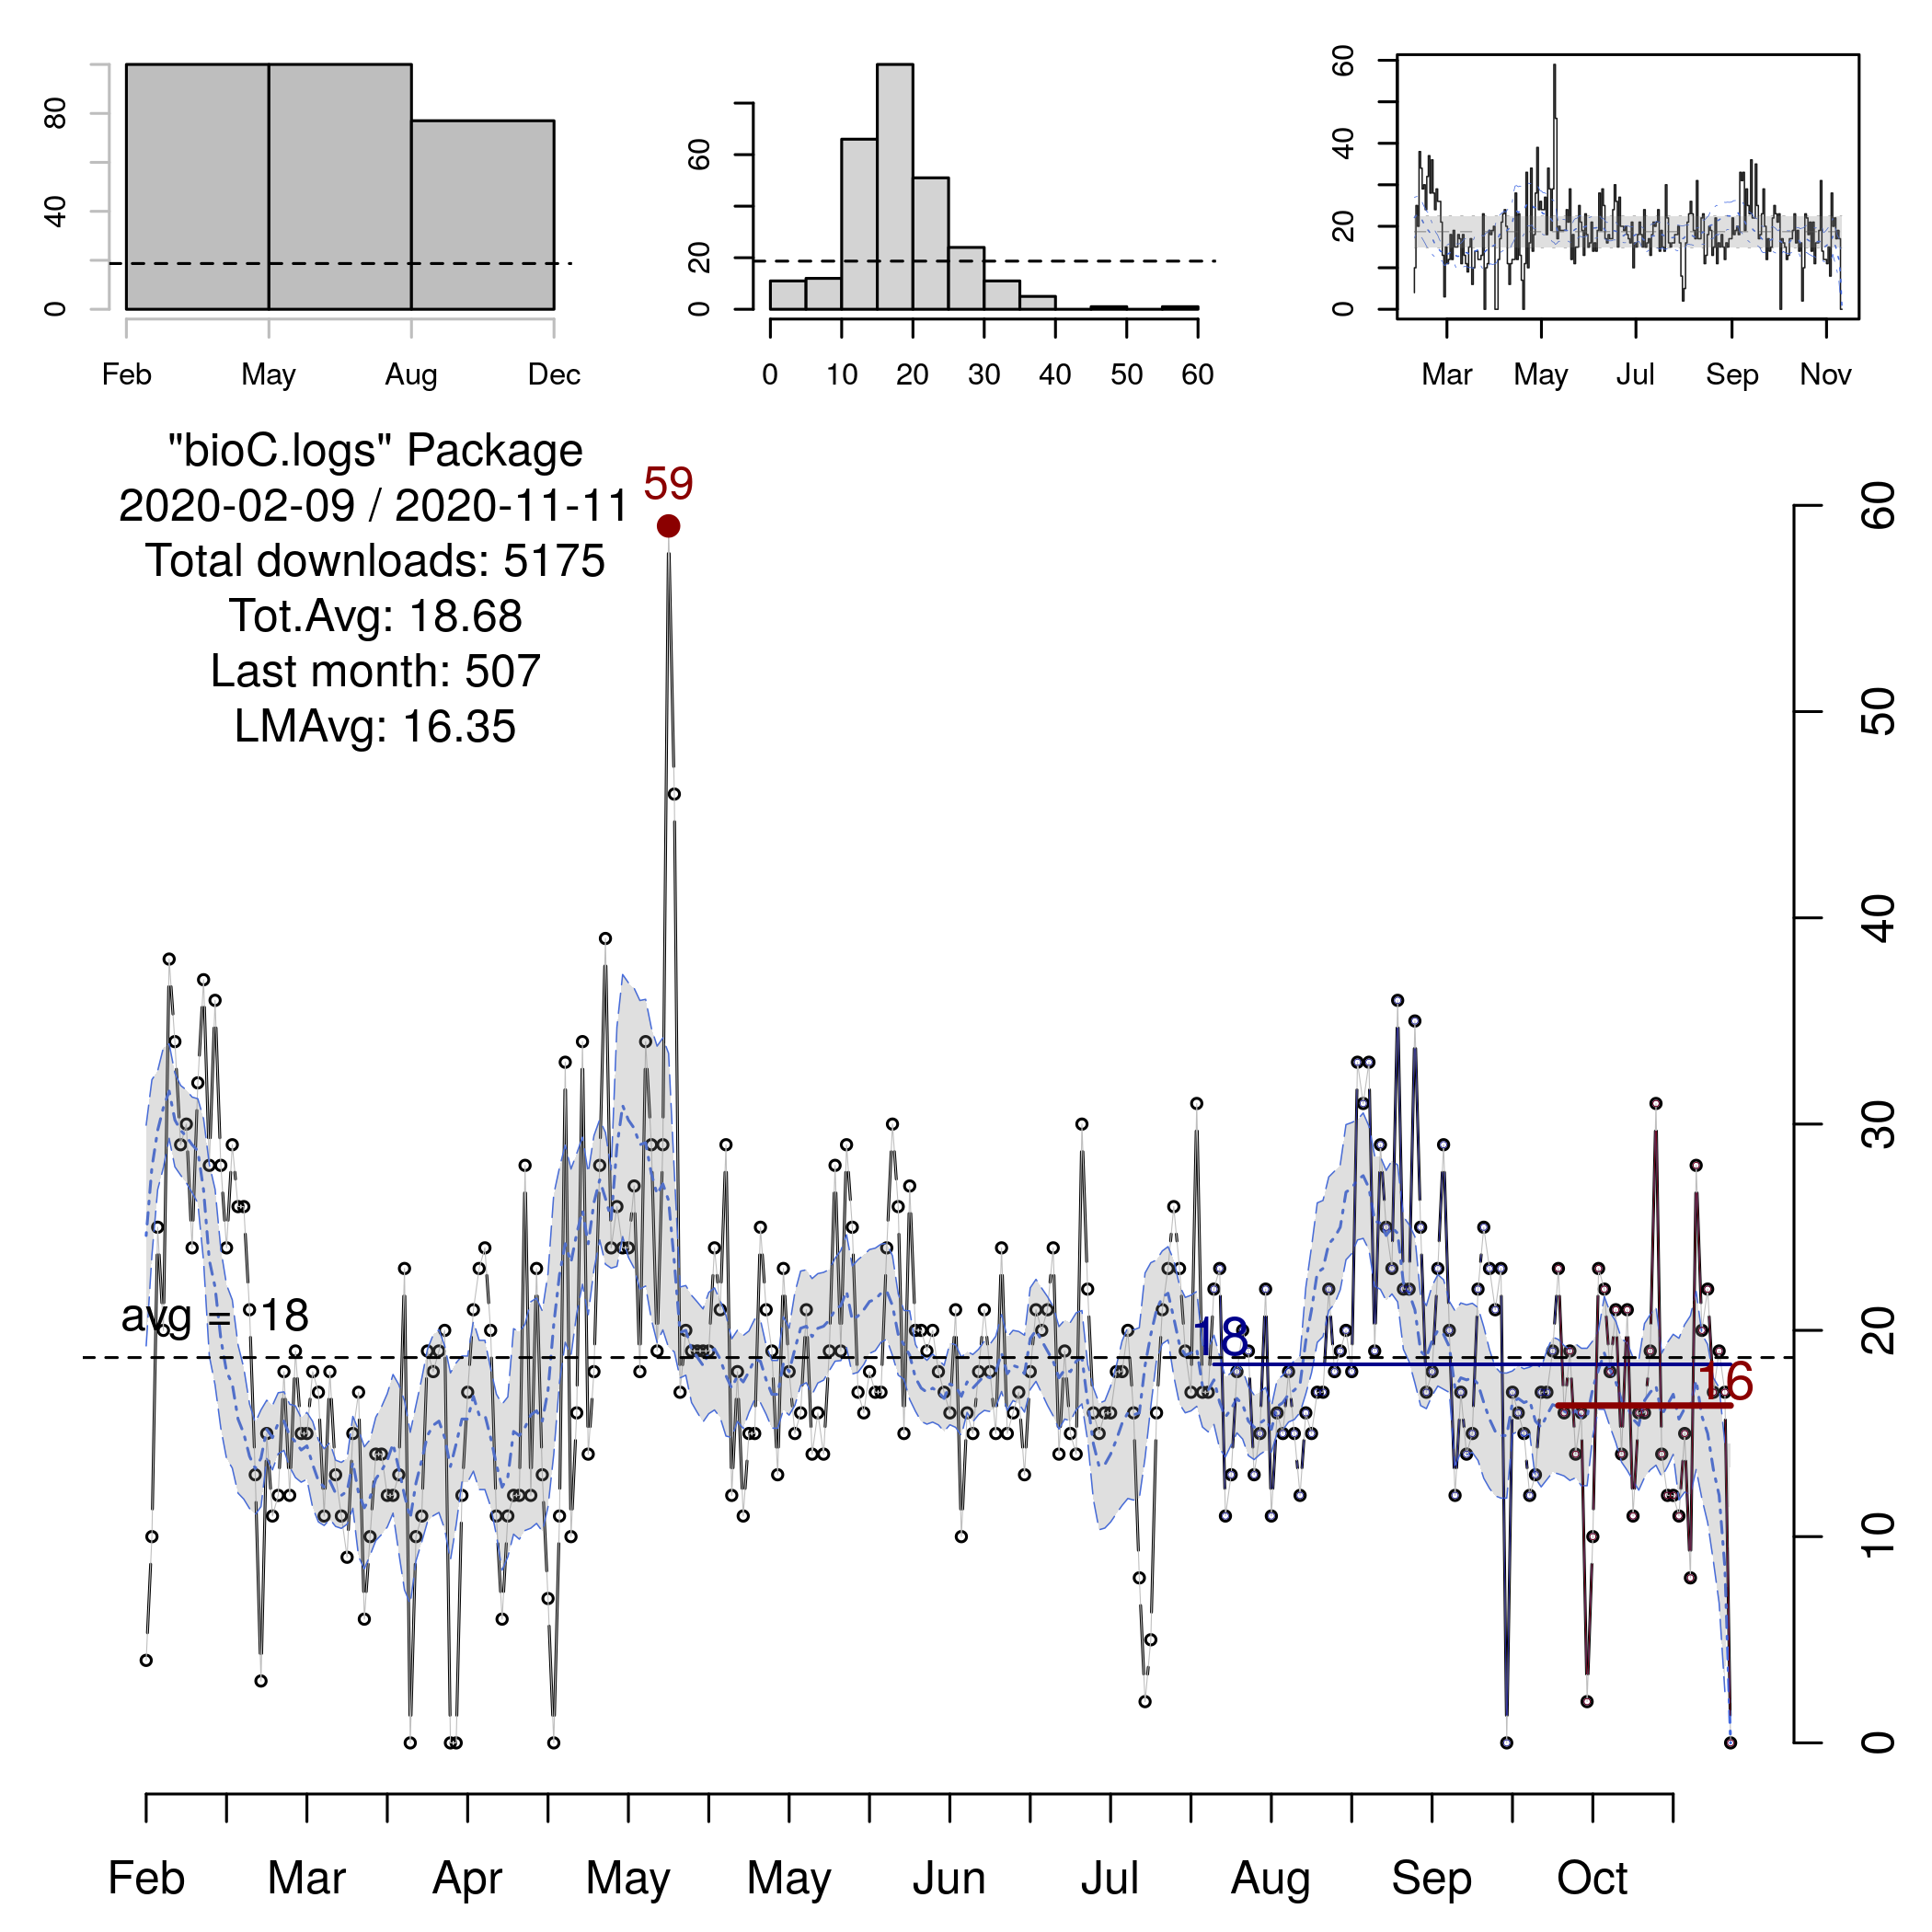 0 40 80
Feb May Aug Dec
0 20 60
0 10 20 30 40 50 60
0 20 40 60
Mar May Jul Sep Nov
"bioC.logs" Package
2020-02-09 / 2020-11-11
Total downloads: 5175
Tot.Avg: 18.68
Last month: 507
LMAvg: 16.35
59
avg = 18
18
16
0 10 20 30 40 50 60
Feb Mar Apr May May Jun Jul Aug Sep Oct